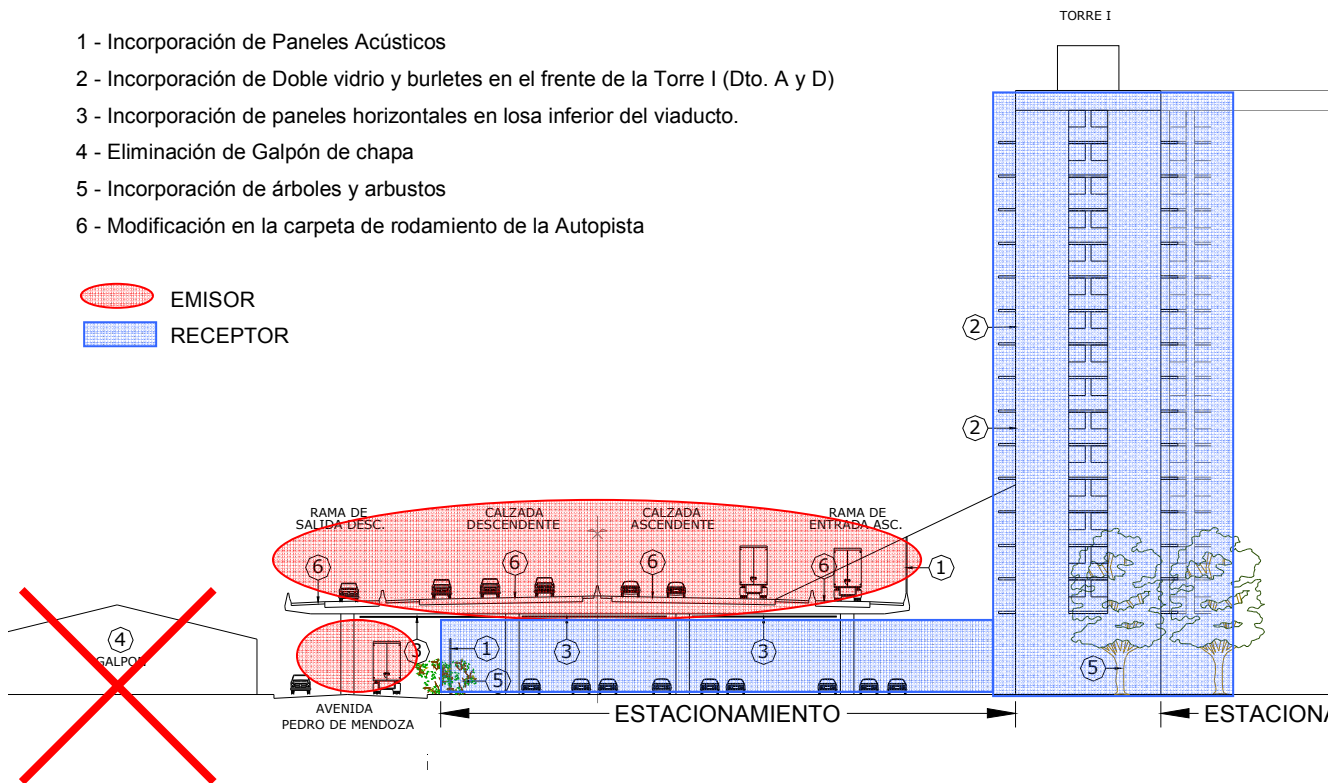 TORRE I
1 - Incorporación de Paneles Acústicos
2 - Incorporación de Doble vidrio y burletes en el frente de la Torre I (Dto. A y D)
3 - Incorporación de paneles horizontales en losa inferior del viaducto.
4 - Eliminación de Galpón de chapa
5 - Incorporación de árboles y arbustos
6 - Modificación en la carpeta de rodamiento de la Autopista
EMISOR
RECEPTOR
2
2
RAMA DE
SALIDA DESC.
CALZADA
DESCENDENTE
CALZADA
ASCENDENTE
RAMA DE
ENTRADA ASC.
6
6
6
6
1
4
GALPON
3
1
3
3
5
5
AVENIDA
PEDRO DE MENDOZA
ESTACIONAMIENTO
ESTACIONA